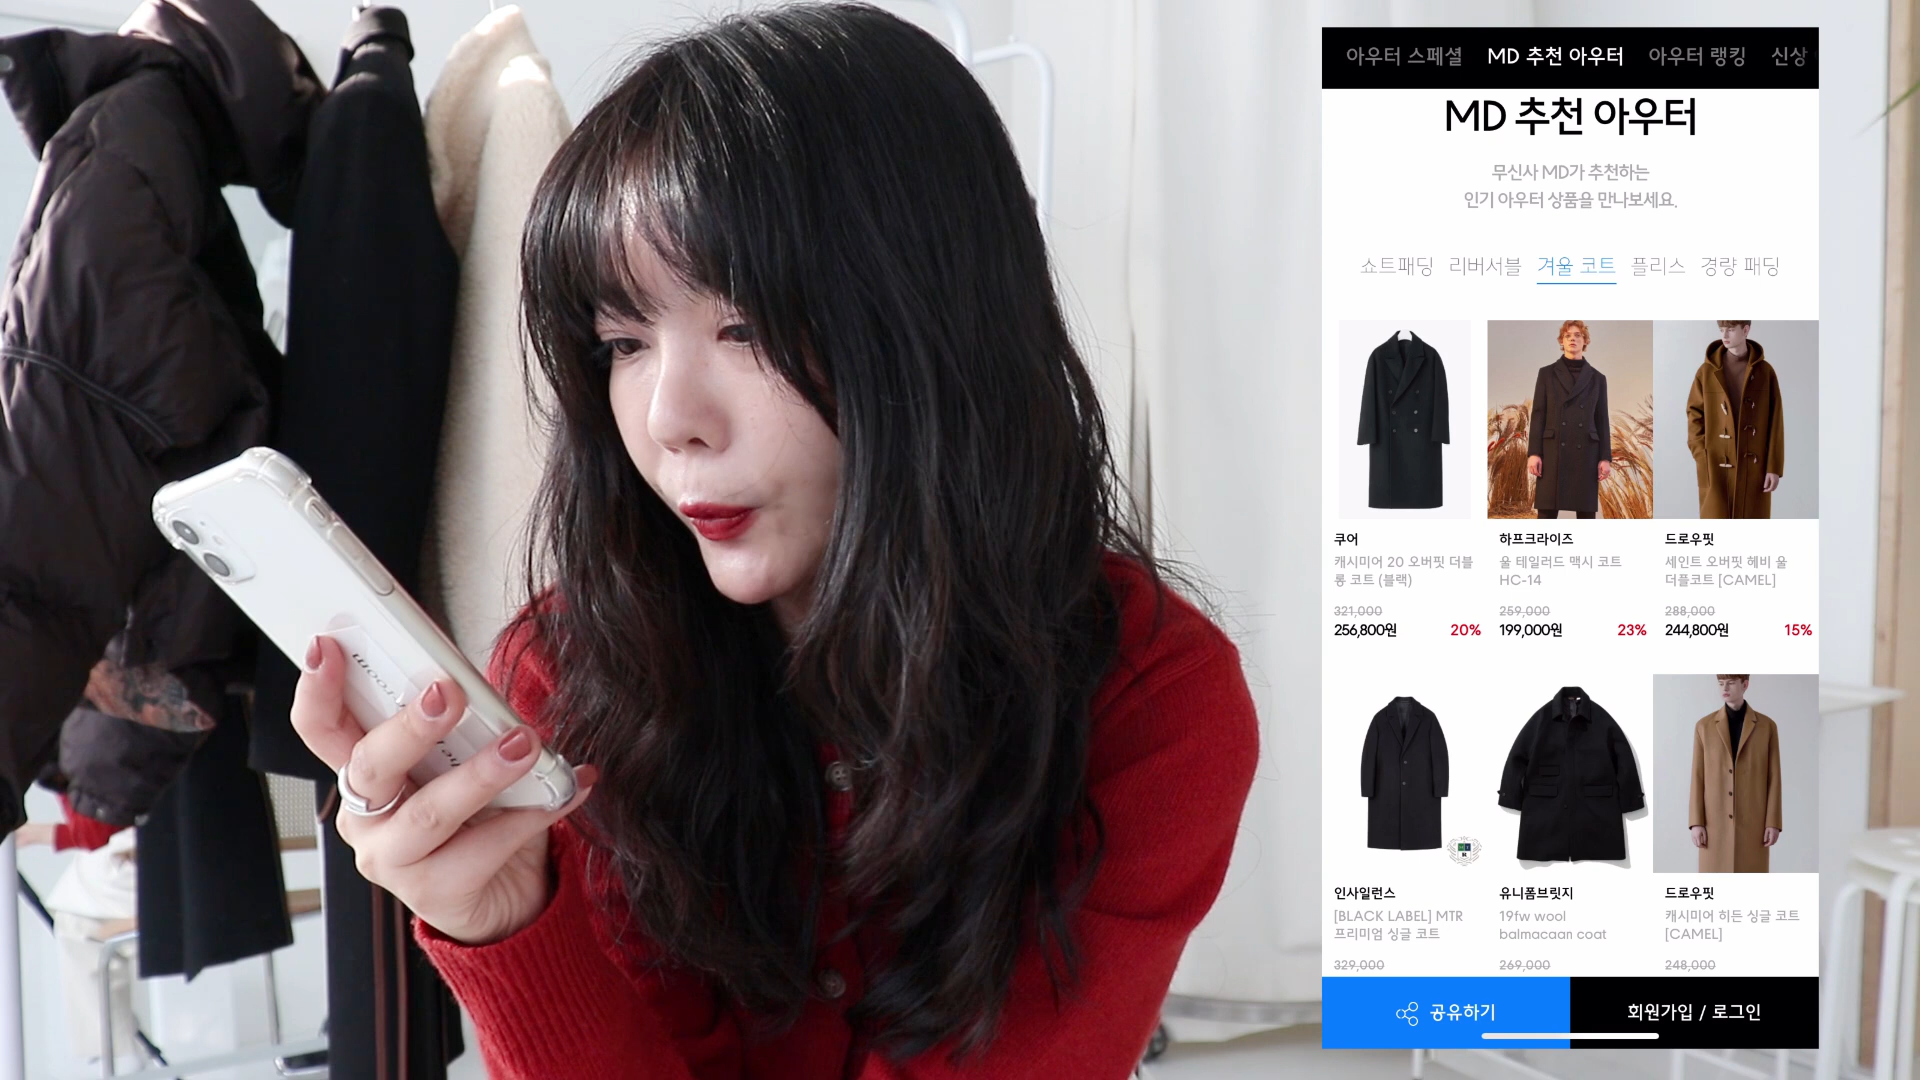 아우터 스페셜 MD 추천 아우터 아우터 랭킹 신상
MD 추천 아우터
무신사 MD가 추천하는
인기 아우터 상품을 만나보세요.
쇼트패딩 리버서블 겨울 코트 플리스 경량 패딩
쿠어
캐시미어 20 오버핏 더블
롱 코트 (블랙)
321,000
256,800원 20%
하프크라이즈
울 테일러드 맥시 코트
HC-14
259,000
199,000원 23%
드로우핏
세인트 오버핏 헤비 울
더플코트 [CAMEL]
288,000
244,800원 15%
인사일런스
[BLACK LABEL] MTR
프리미엄 싱글 코트
329,000
유니폼브릿지
19fw wool
balmacaan coat
269,000
드로우핏
캐시미어 히든 싱글 코트
[CAMEL]
248,000
공유하기
회원가입 / 로그인